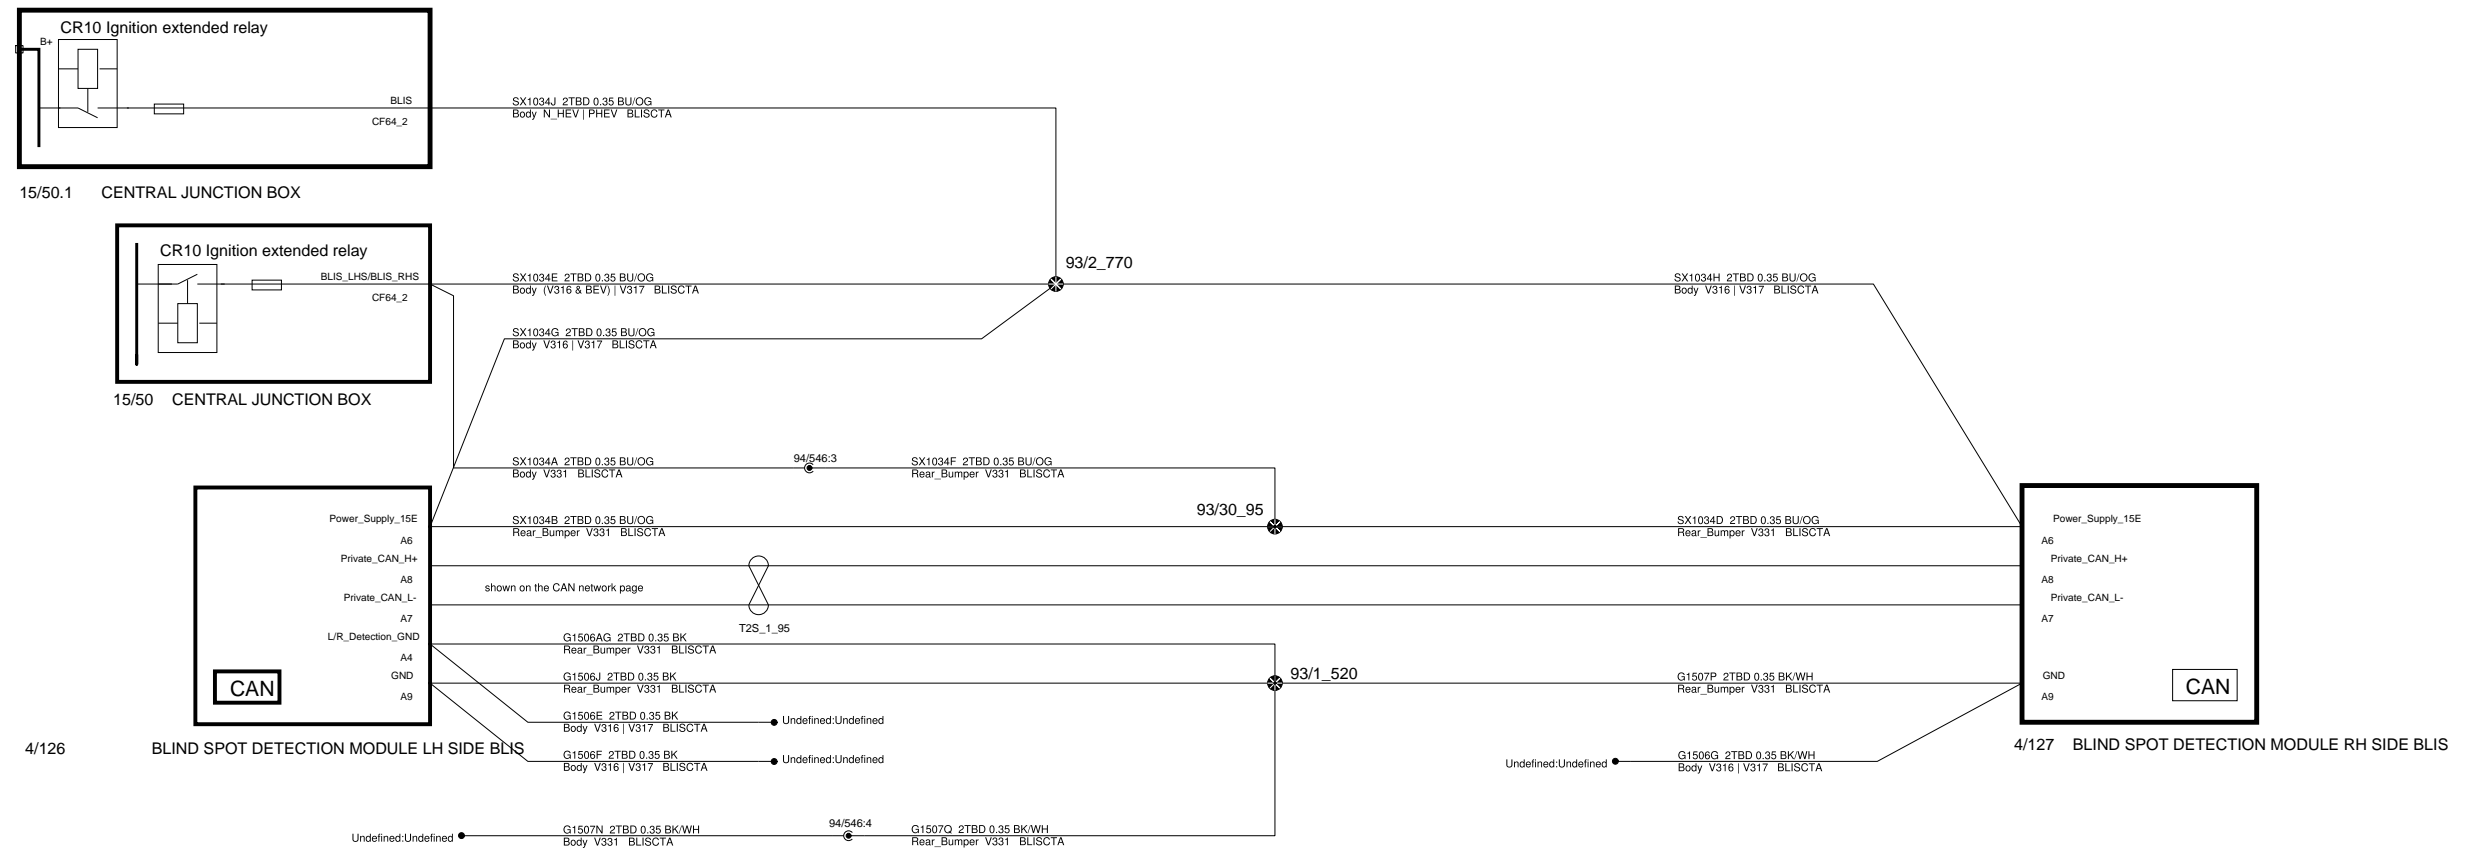 CR10 Ignition extended relay
B+
BLIS
CF64_2
SX1034J 2TBD 0.35 BU/OG
Body N_HEV | PHEV BLISCTA
15/50.1 CENTRAL JUNCTION BOX
CR10 Ignition extended relay
BLIS_LHS/BLIS_RHS
CF64_2
SX1034E 2TBD 0.35 BU/OG
Body (V316 & BEV) | V317 BLISCTA
93/2_770
SX1034H 2TBD 0.35 BU/OG
Body V316 | V317 BLISCTA
SX1034G 2TBD 0.35 BU/OG
Body V316 | V317 BLISCTA
15/50 CENTRAL JUNCTION BOX
SX1034A 2TBD 0.35 BU/OG
Body V331 BLISCTA
94/546:3
SX1034F 2TBD 0.35 BU/OG
Rear_Bumper V331 BLISCTA
93/30_95
Power_Supply_15E
A6
Private_CAN_H+
A8
Private_CAN_L-
A7
L/R_Detection_GND
A4
GND
A9
CAN
4/126 BLIND SPOT DETECTION MODULE LH SIDE BLIS
SX1034B 2TBD 0.35 BU/OG
Rear_Bumper V331 BLISCTA
SX1034D 2TBD 0.35 BU/OG
Rear_Bumper V331 BLISCTA
shown on the CAN network page
T2S_1_95
G1506AG 2TBD 0.35 BK
Rear_Bumper V331 BLISCTA
G1506J 2TBD 0.35 BK
Rear_Bumper V331 BLISCTA
93/1_520
G1507P 2TBD 0.35 BK/WH
Rear_Bumper V331 BLISCTA
G1506E 2TBD 0.35 BK
Body V316 | V317 BLISCTA
Undefined:Undefined
G1506F 2TBD 0.35 BK
Body V316 | V317 BLISCTA
Undefined:Undefined
Undefined:Undefined
G1506G 2TBD 0.35 BK/WH
Body V316 | V317 BLISCTA
Power_Supply_15E
A6
Private_CAN_H+
A8
Private_CAN_L-
A7
GND
A9
CAN
4/127 BLIND SPOT DETECTION MODULE RH SIDE BLIS
Undefined:Undefined
G1507N 2TBD 0.35 BK/WH
Body V331 BLISCTA
94/546:4
G1507Q 2TBD 0.35 BK/WH
Rear_Bumper V331 BLISCTA